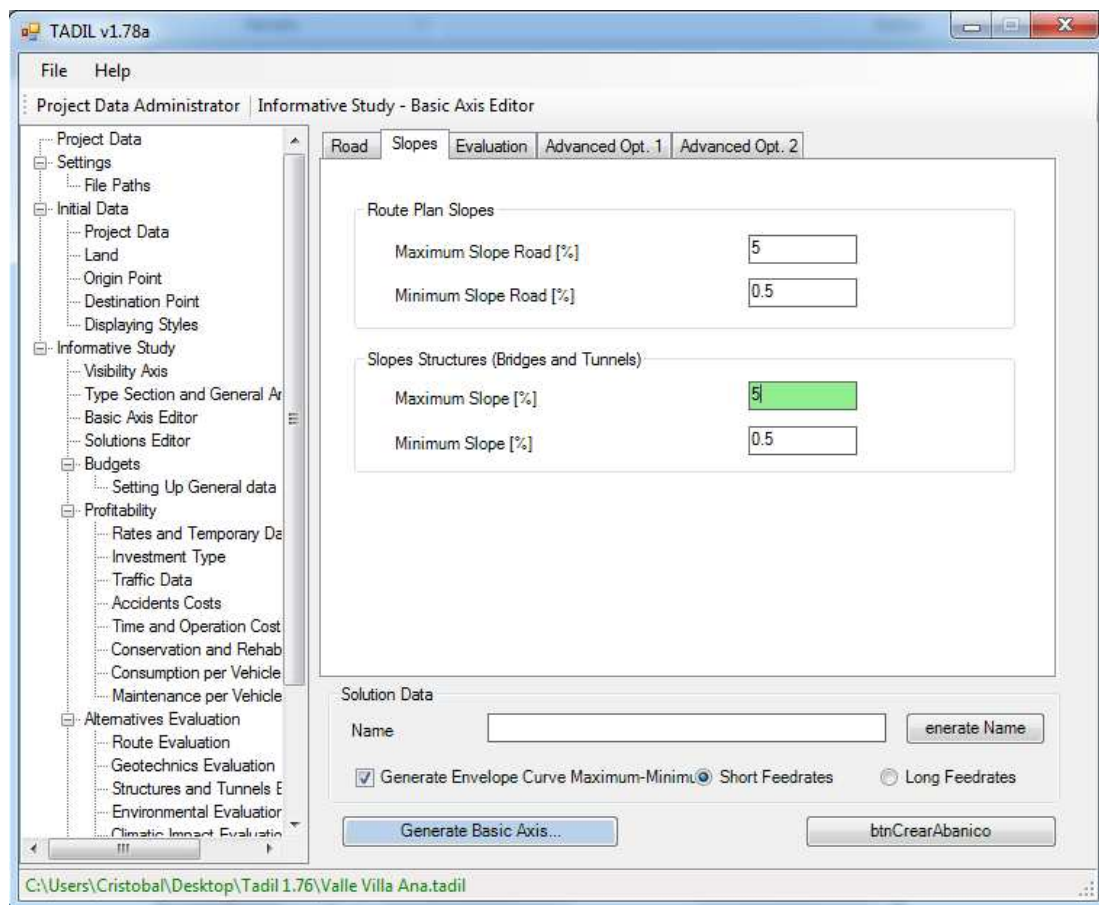 TADIL v1.78a
File Help
Project Data Administrator Informative Study - Basic Axis Editor
Project Data
Settings
File Paths
Initial Data
Project Data
Land
Origin Point
Destination Point
Displaying Styles
Informative Study
Visibility Axis
Type Section and General Ar
Basic Axis Editor
Solutions Editor
Budgets
Setting Up General data
Profitability
Rates and Temporary Da
Investment Type
Traffic Data
Accidents Costs
Time and Operation Cost
Conservation and Rehab
Consumption per Vehicle
Maintenance per Vehicle
Alternatives Evaluation
Route Evaluation
Geotechnics Evaluation
Structures and Tunnels E
Environmental Evaluation
Climatic Impact Evaluatio
Road Slopes Evaluation Advanced Opt. 1 Advanced Opt. 2
Route Plan Slopes
Maximum Slope Road [%] 5
Minimum Slope Road [%] 0.5
Slopes Structures (Bridges and Tunnels)
Maximum Slope [%] 5
Minimum Slope [%] 0.5
Solution Data
Name enerate Name
Generate Envelope Curve Maximum-Minimu Short Feedrates Long Feedrates
Generate Basic Axis... btnCrearAbanico
C:\Users\Cristobal\Desktop\Tadil 1.76\Valle Villa Ana.tadil